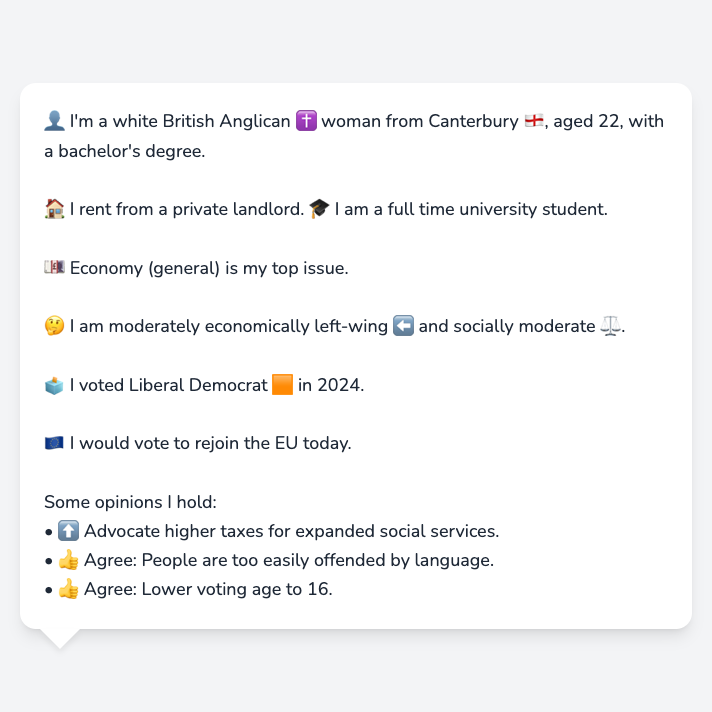 👤 I'm a white British Anglican ✝️ woman from Canterbury 🏴󠁧󠁢󠁥󠁮󠁧󠁿, aged 22, with
a bachelor's degree.
🏠 I rent from a private landlord. 🎓 I am a full time university student.
💷 Economy (general) is my top issue.
🤔 I am moderately economically left-wing ⬅️ and socially moderate ⚖️.
🗳️ I voted Liberal Democrat 🟧 in 2024.
🇪🇺 I would vote to rejoin the EU today.
Some opinions I hold:
• ⬆️ Advocate higher taxes for expanded social services.
• 👍 Agree: People are too easily offended by language.
• 👍 Agree: Lower voting age to 16.